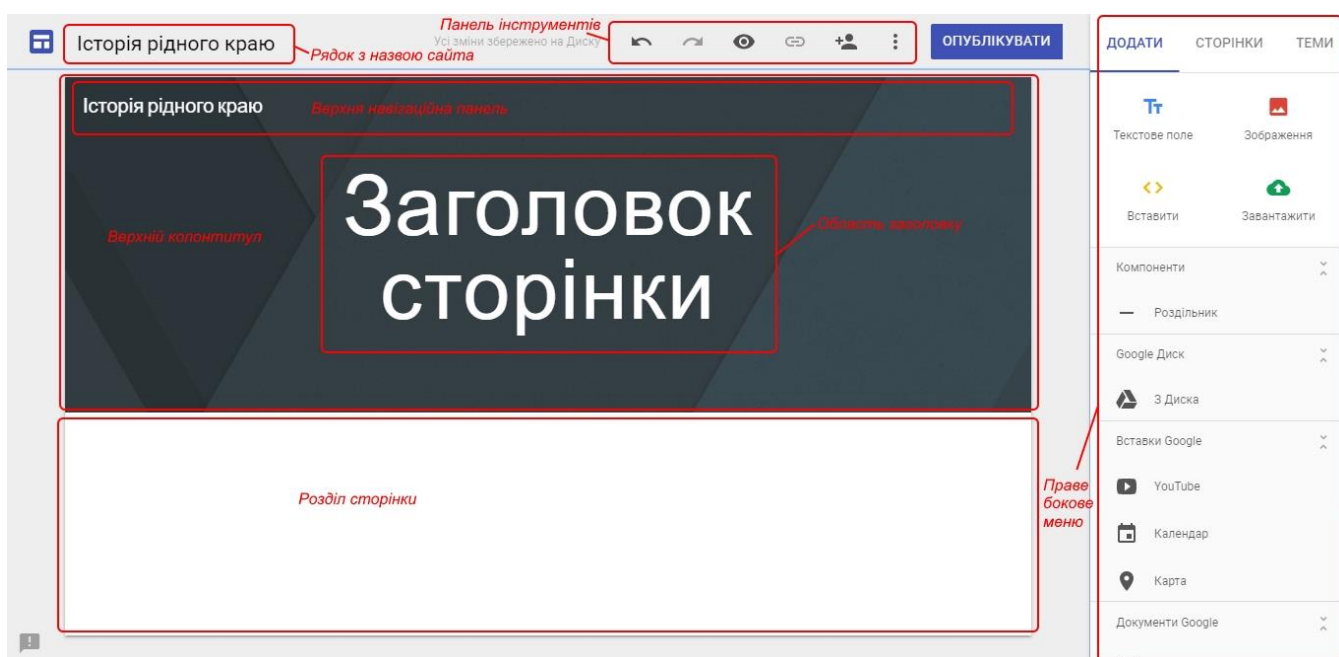 Історія рідного краю
Рядок з назвою сайта
Панель інструментів
Усі зміни збережено на Диску
ОПУБЛІКУВАТИ
ДОДАТИ СТОРІНКИ ТЕМИ
Історія рідного краю
Верхня навігаційна панель
Заголовок
сторінки
Верхній колонтитул
Область заголовку
Розділ сторінки
Праве
бокове
меню
Текстове поле Зображення
Вставити Завантажити
Компоненти
Роздільник
Google Диск
З Диска
Вставки Google
YouTube
Календар
Карта
Документи Google